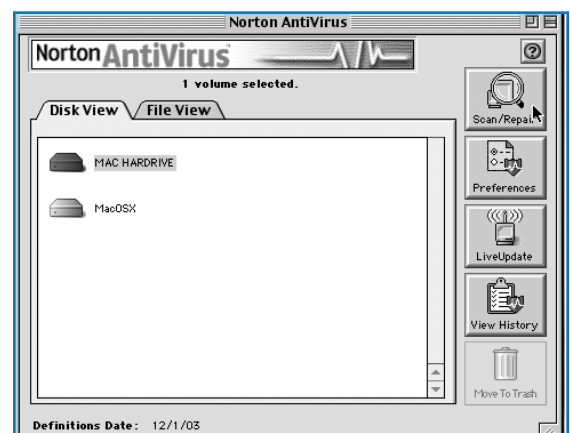 Norton AntiVirus
Norton AntiVirus
?
1 volume selected.
Disk View
File View
MAC HARDRIVE
MacOSX
Scan/Repair
Preferences
LiveUpdate
View History
Move To Trash
Definitions Date: 12/1/03